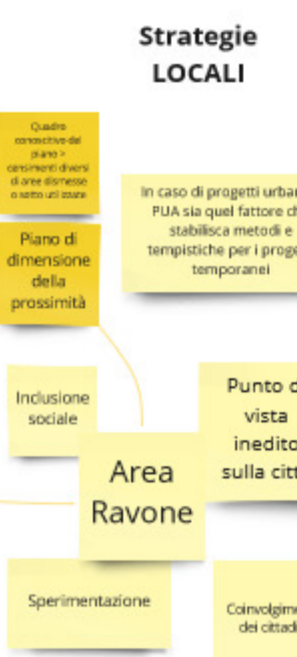 Strategie
LOCALI
Quadro
conoscitivo del
piano >
censimenti diversi
di aree dismesse
o sotto utilizzate
In caso di progetti urban
PUA sia quel fattore ch
stabilisca metodi e
tempistiche per i proge
temporanei
Piano di
dimensione
della
prossimità
Inclusione
sociale
Punto d
vista
inedito
sulla citt
Area
Ravone
Sperimentazione
Coinvolgime
dei cittadi